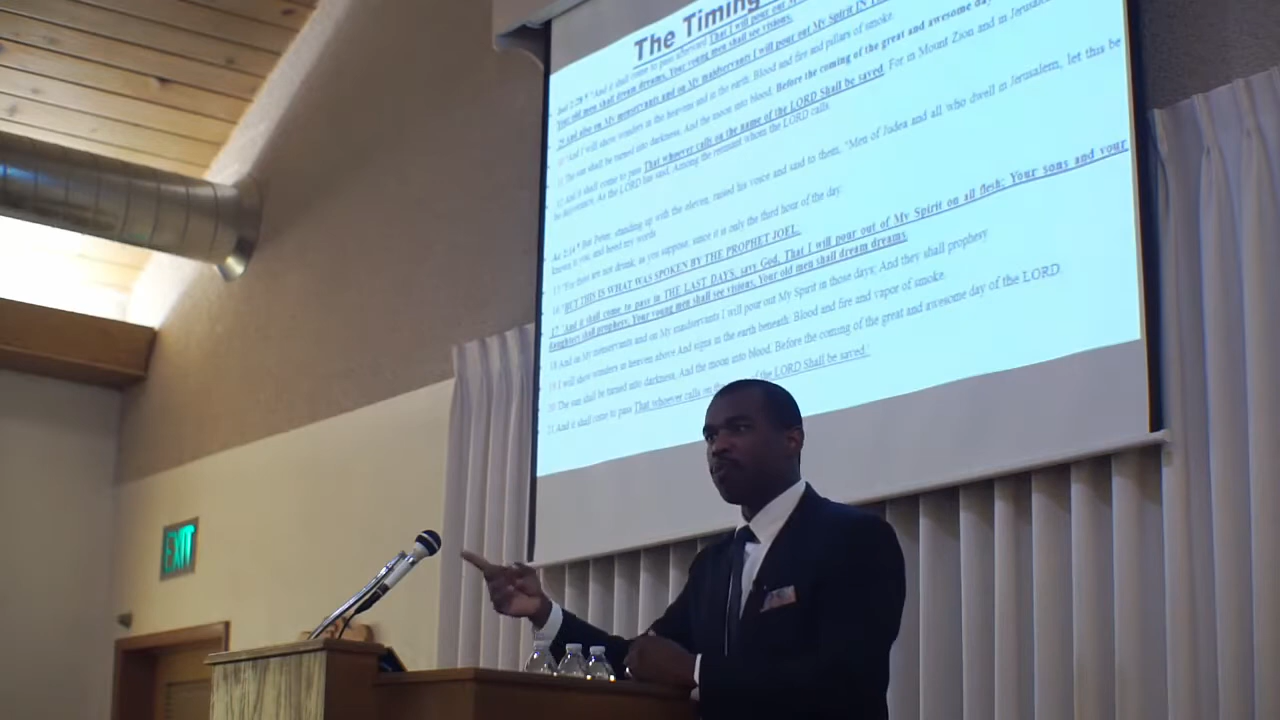 The Timing
Joel 2:28 ¶ "And it shall come to pass afterward That I will pour out M
Your old men shall dream dreams, Your young men shall see visions.
29 And also on My menservants and on My maidservants I will pour out My Spirit IN
"And I will show wonders in the heavens and in the earth: Blood and fire and pillars of smoke.
The sun shall be turned into darkness, And the moon into blood, Before the coming of the great and awesome da
And it shall come to pass That whoever calls on the name of the LORD Shall be saved. For in Mount Zion and in Jerusa
be deliverance, As the LORD has said, Among the remnant whom the LORD calls.
Ac 2:14 ¶ But Peter, standing up with the eleven, raised his voice and said to them, "Men of Judea and all who dwell in Jerusalem, let this be
known to you, and heed my words.
15 "For these are not drunk, as you suppose, since it is only the third hour of the day.
16 "BUT THIS IS WHAT WAS SPOKEN BY THE PROPHET JOEL:
17 'And it shall come to pass in THE LAST DAYS, says God, That I will pour out of My Spirit on all flesh; Your sons and your
daughters shall prophesy, Your young men shall see visions, Your old men shall dream dreams.
18 And on My menservants and on My maidservants I will pour out My Spirit in those days; And they shall prophesy
19 I will show wonders in heaven above And signs in the earth beneath: Blood and fire and vapor of smoke.
20 The sun shall be turned into darkness, And the moon into blood, Before the coming of the great and awesome day of the LORD.
21 And it shall come to pass That whoever calls on the of the LORD Shall be saved.'
EXIT